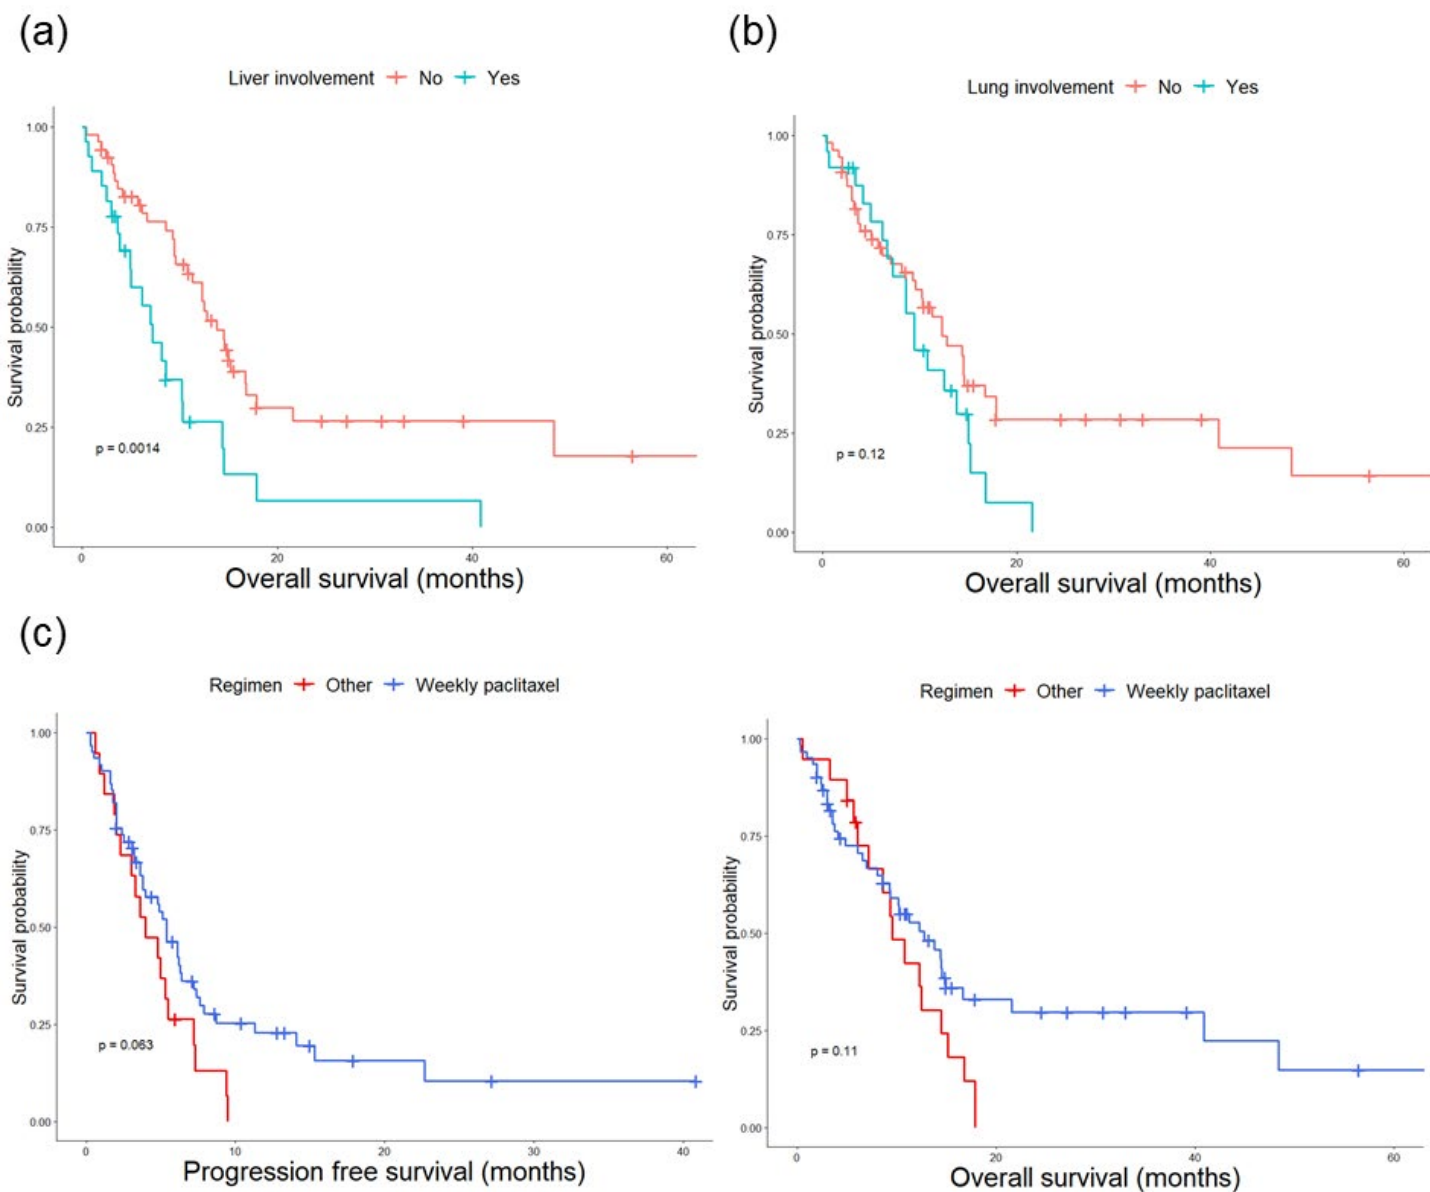 (a)
Liver involvement No Yes
1.00
0.75
0.50
0.25
0.00
Survival probability
p = 0.0014
0 20 40 60
Overall survival (months)
(b)
Lung involvement No Yes
1.00
0.75
0.50
0.25
0.00
Survival probability
p = 0.12
0 20 40 60
Overall survival (months)
(c)
Regimen Other Weekly paclitaxel
1.00
0.75
0.50
0.25
0.00
Survival probability
p = 0.063
0 10 20 30 40
Progression free survival (months)
Regimen Other Weekly paclitaxel
1.00
0.75
0.50
0.25
0.00
Survival probability
p = 0.11
0 20 40 60
Overall survival (months)